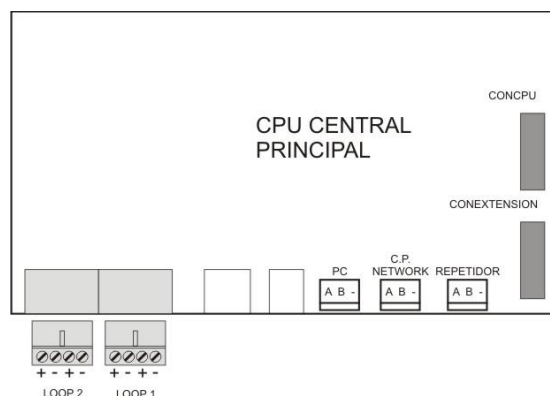 CONCPU
CPU CENTRAL
PRINCIPAL
CONEXTENSION
PC
C.P.
NETWORK
REPETIDOR
A B -
A B -
A B -
+ - + -
+ - + -
LOOP 2
LOOP 1